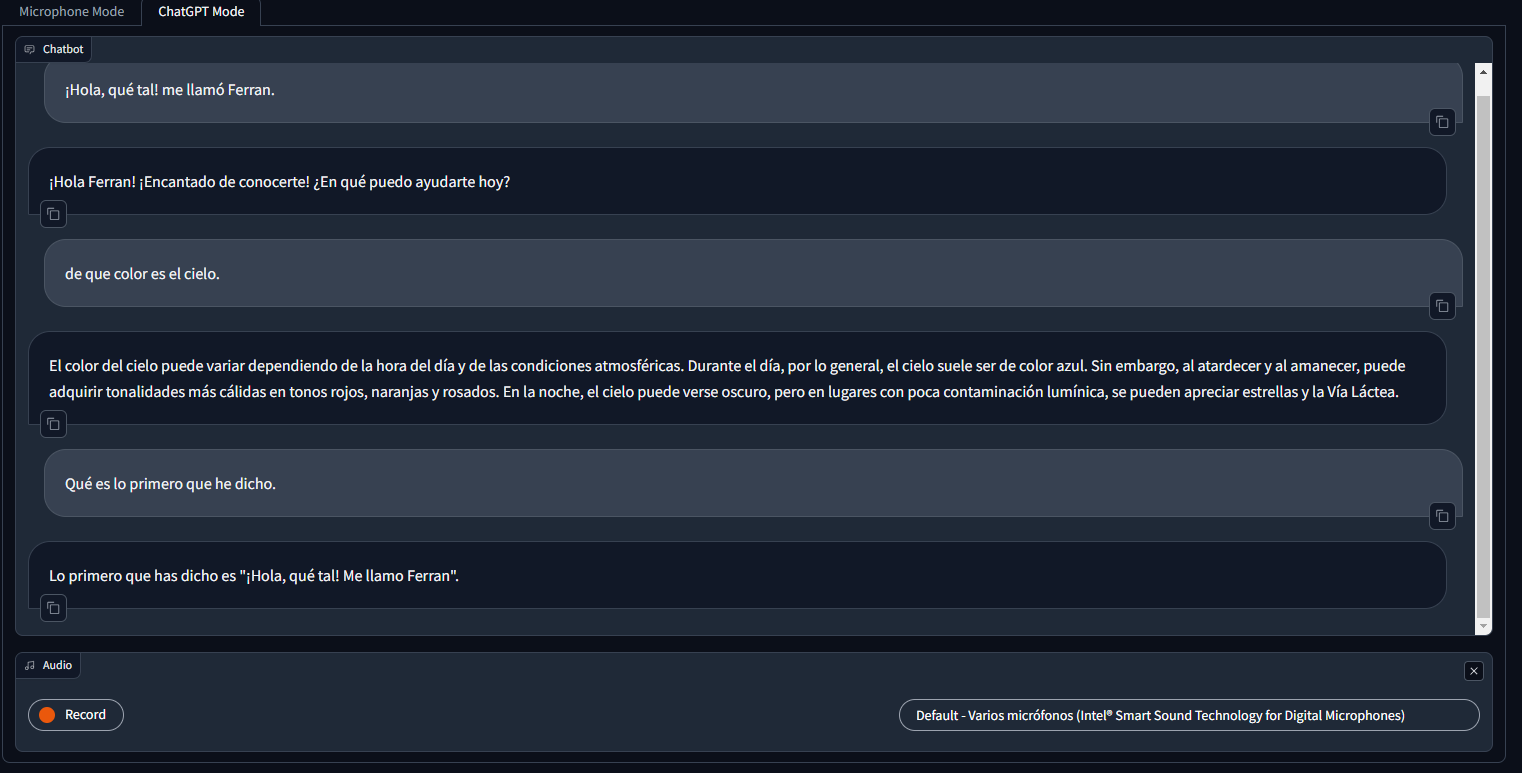 Microphone Mode
ChatGPT Mode
Chatbot
¡Hola, qué tal! me llamó Ferran.
¡Hola Ferran! ¡Encantado de conocerte! ¿En qué puedo ayudarte hoy?
de que color es el cielo.
El color del cielo puede variar dependiendo de la hora del día y de las condiciones atmosféricas. Durante el día, por lo general, el cielo suele ser de color azul. Sin embargo, al atardecer y al amanecer, puede
adquirir tonalidades más cálidas en tonos rojos, naranjas y rosados. En la noche, el cielo puede verse oscuro, pero en lugares con poca contaminación lumínica, se pueden apreciar estrellas y la Vía Láctea.
Qué es lo primero que he dicho.
Lo primero que has dicho es "¡Hola, qué tal! Me llamo Ferran".
Audio
Record
Default - Varios micrófonos (Intel® Smart Sound Technology for Digital Microphones)